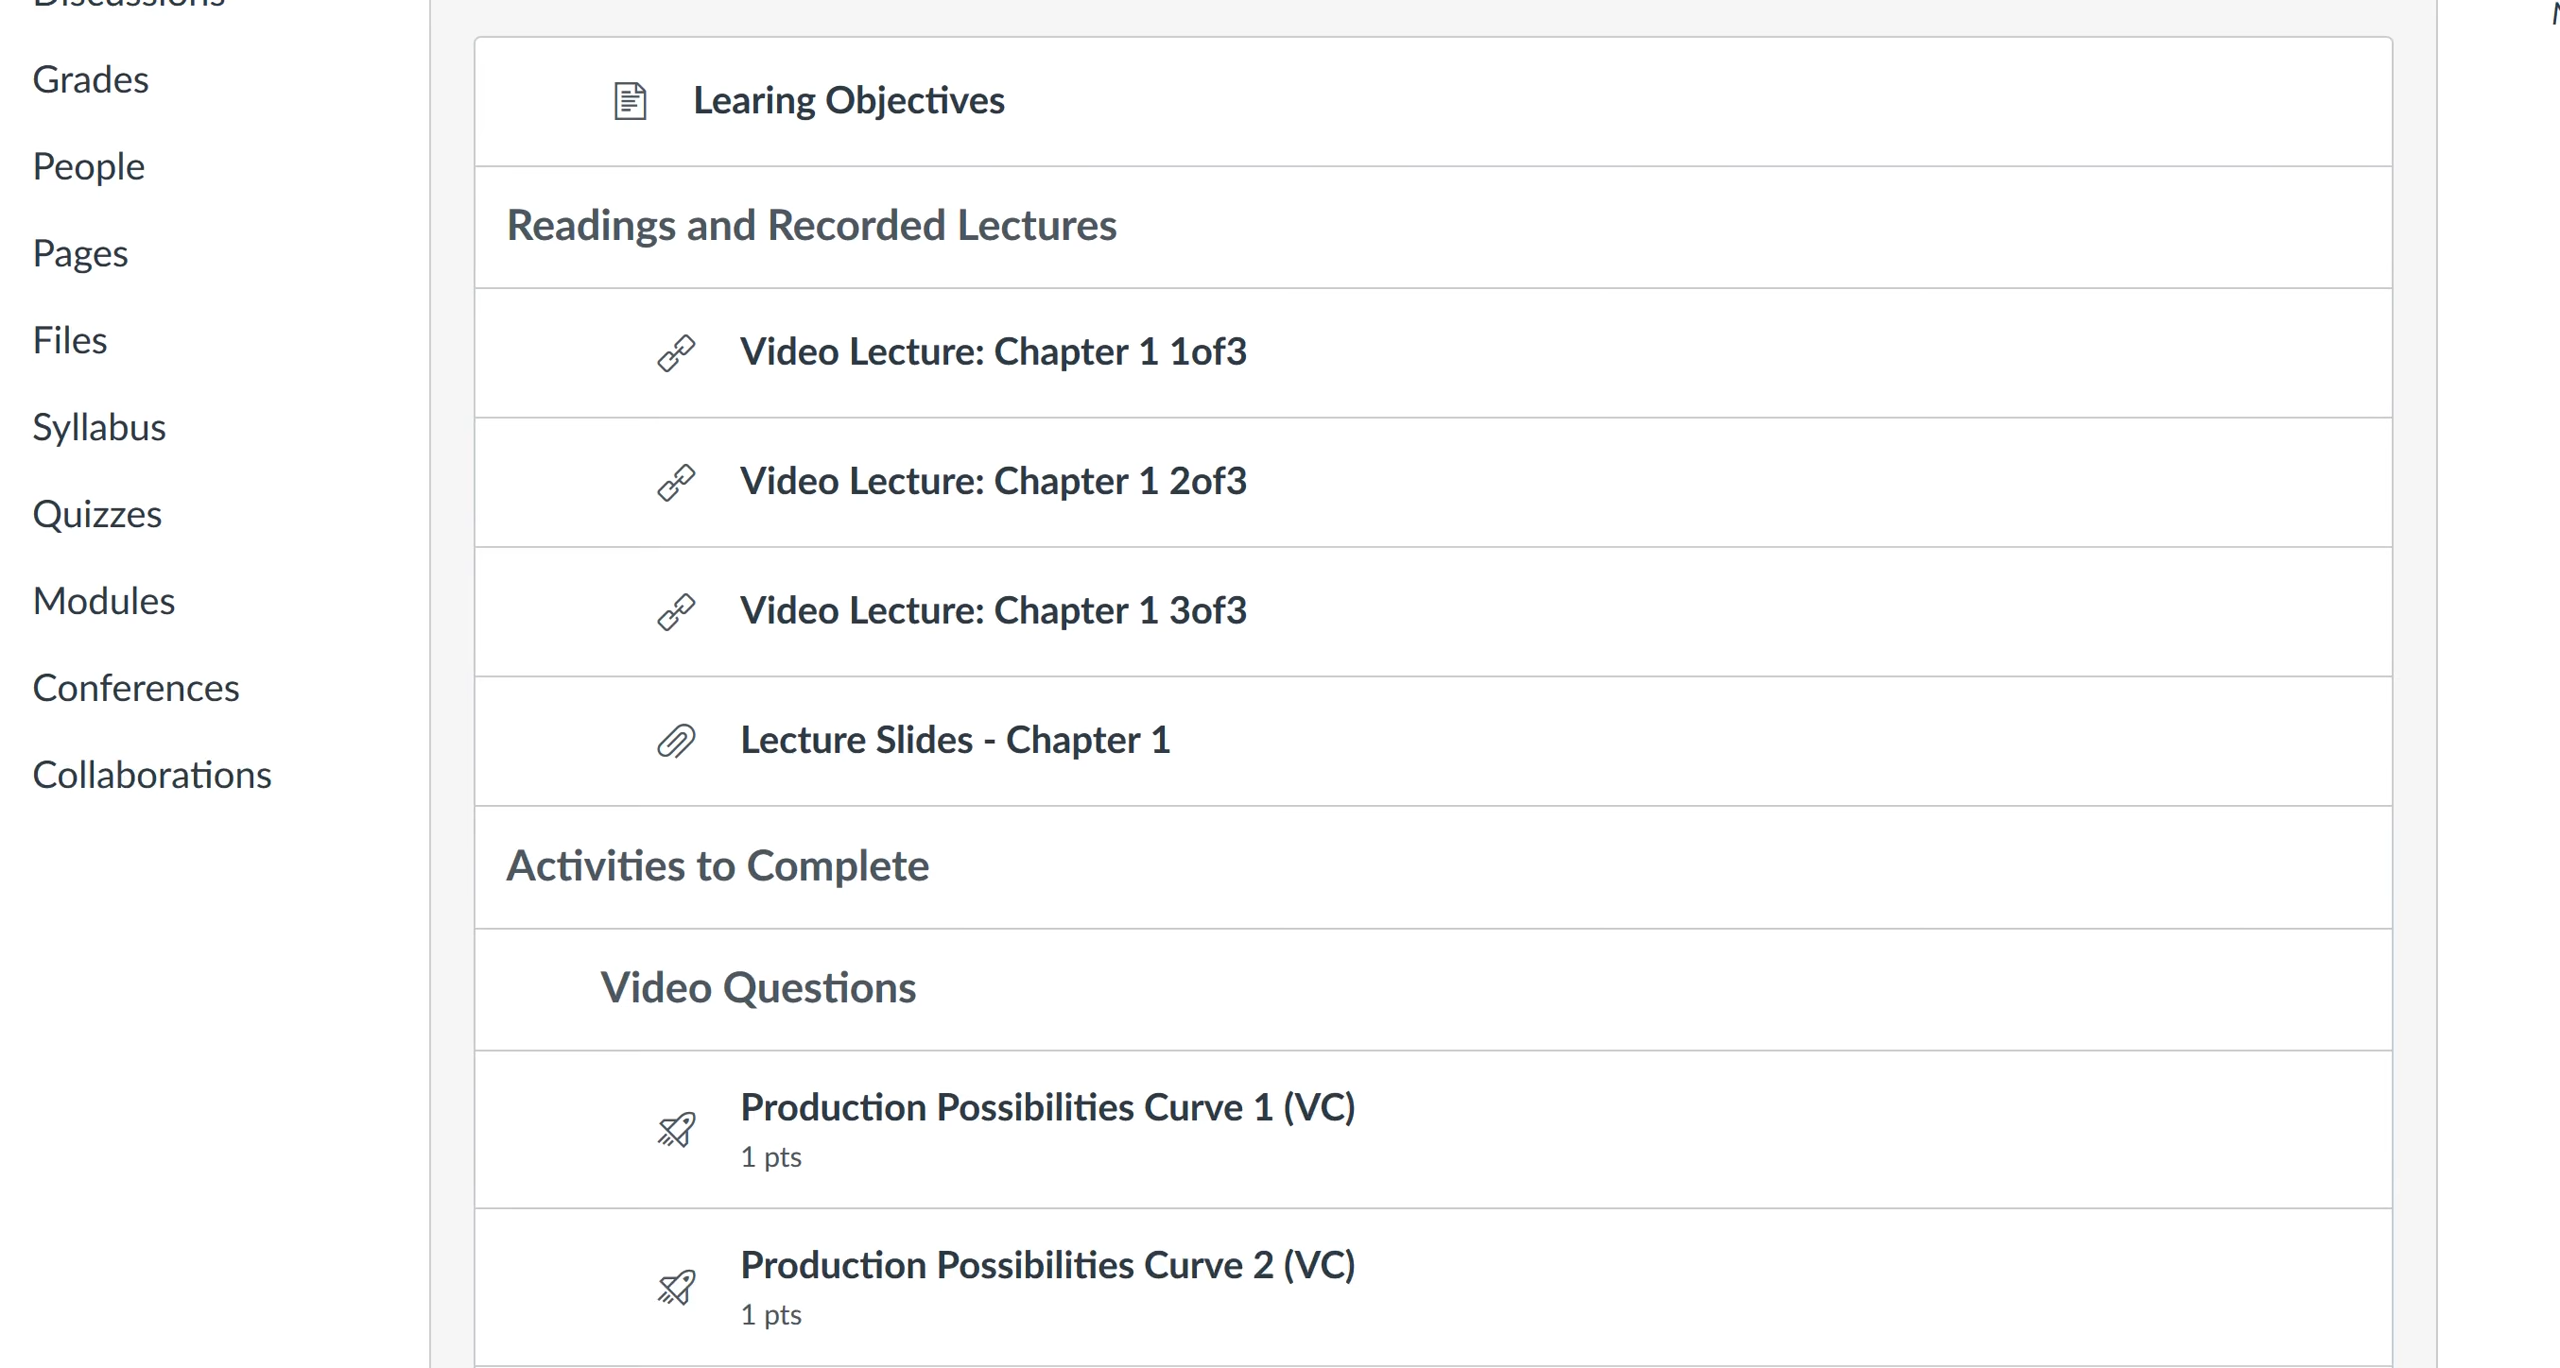 Discussions
Grades
People
Pages
Files
Syllabus
Quizzes
Modules
Conferences
Collaborations
Learing Objectives
Readings and Recorded Lectures
Video Lecture: Chapter 1 1of3
Video Lecture: Chapter 1 2of3
Video Lecture: Chapter 1 3of3
Lecture Slides - Chapter 1
Activities to Complete
Video Questions
Production Possibilities Curve 1 (VC)
1 pts
Production Possibilities Curve 2 (VC)
1 pts